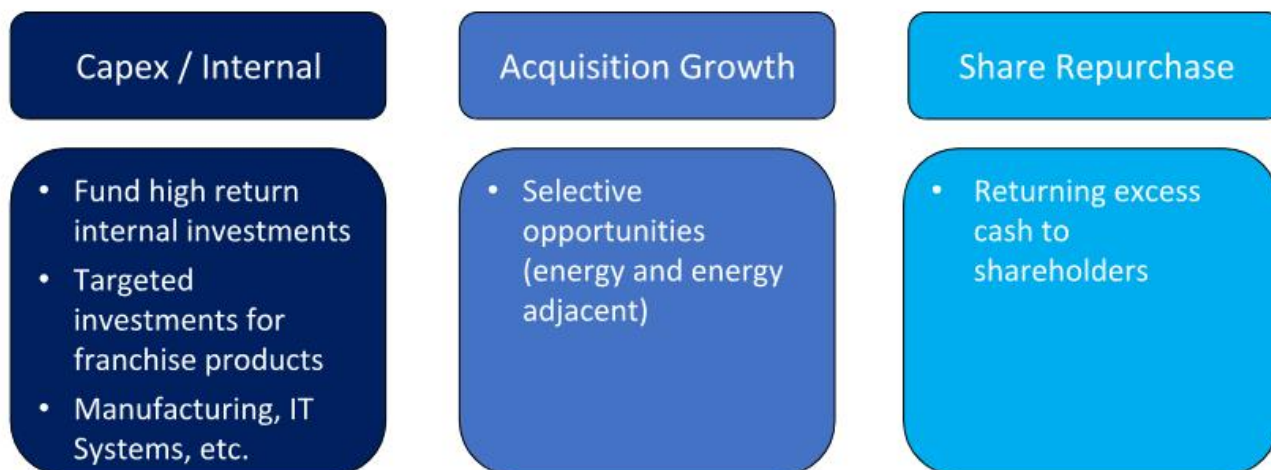 Capex / Internal
Acquisition Growth
Share Repurchase
• Fund high return
internal investments
• Targeted
investments for
franchise products
• Manufacturing, IT
Systems, etc.
• Selective
opportunities
(energy and energy
adjacent)
• Returning excess
cash to
shareholders